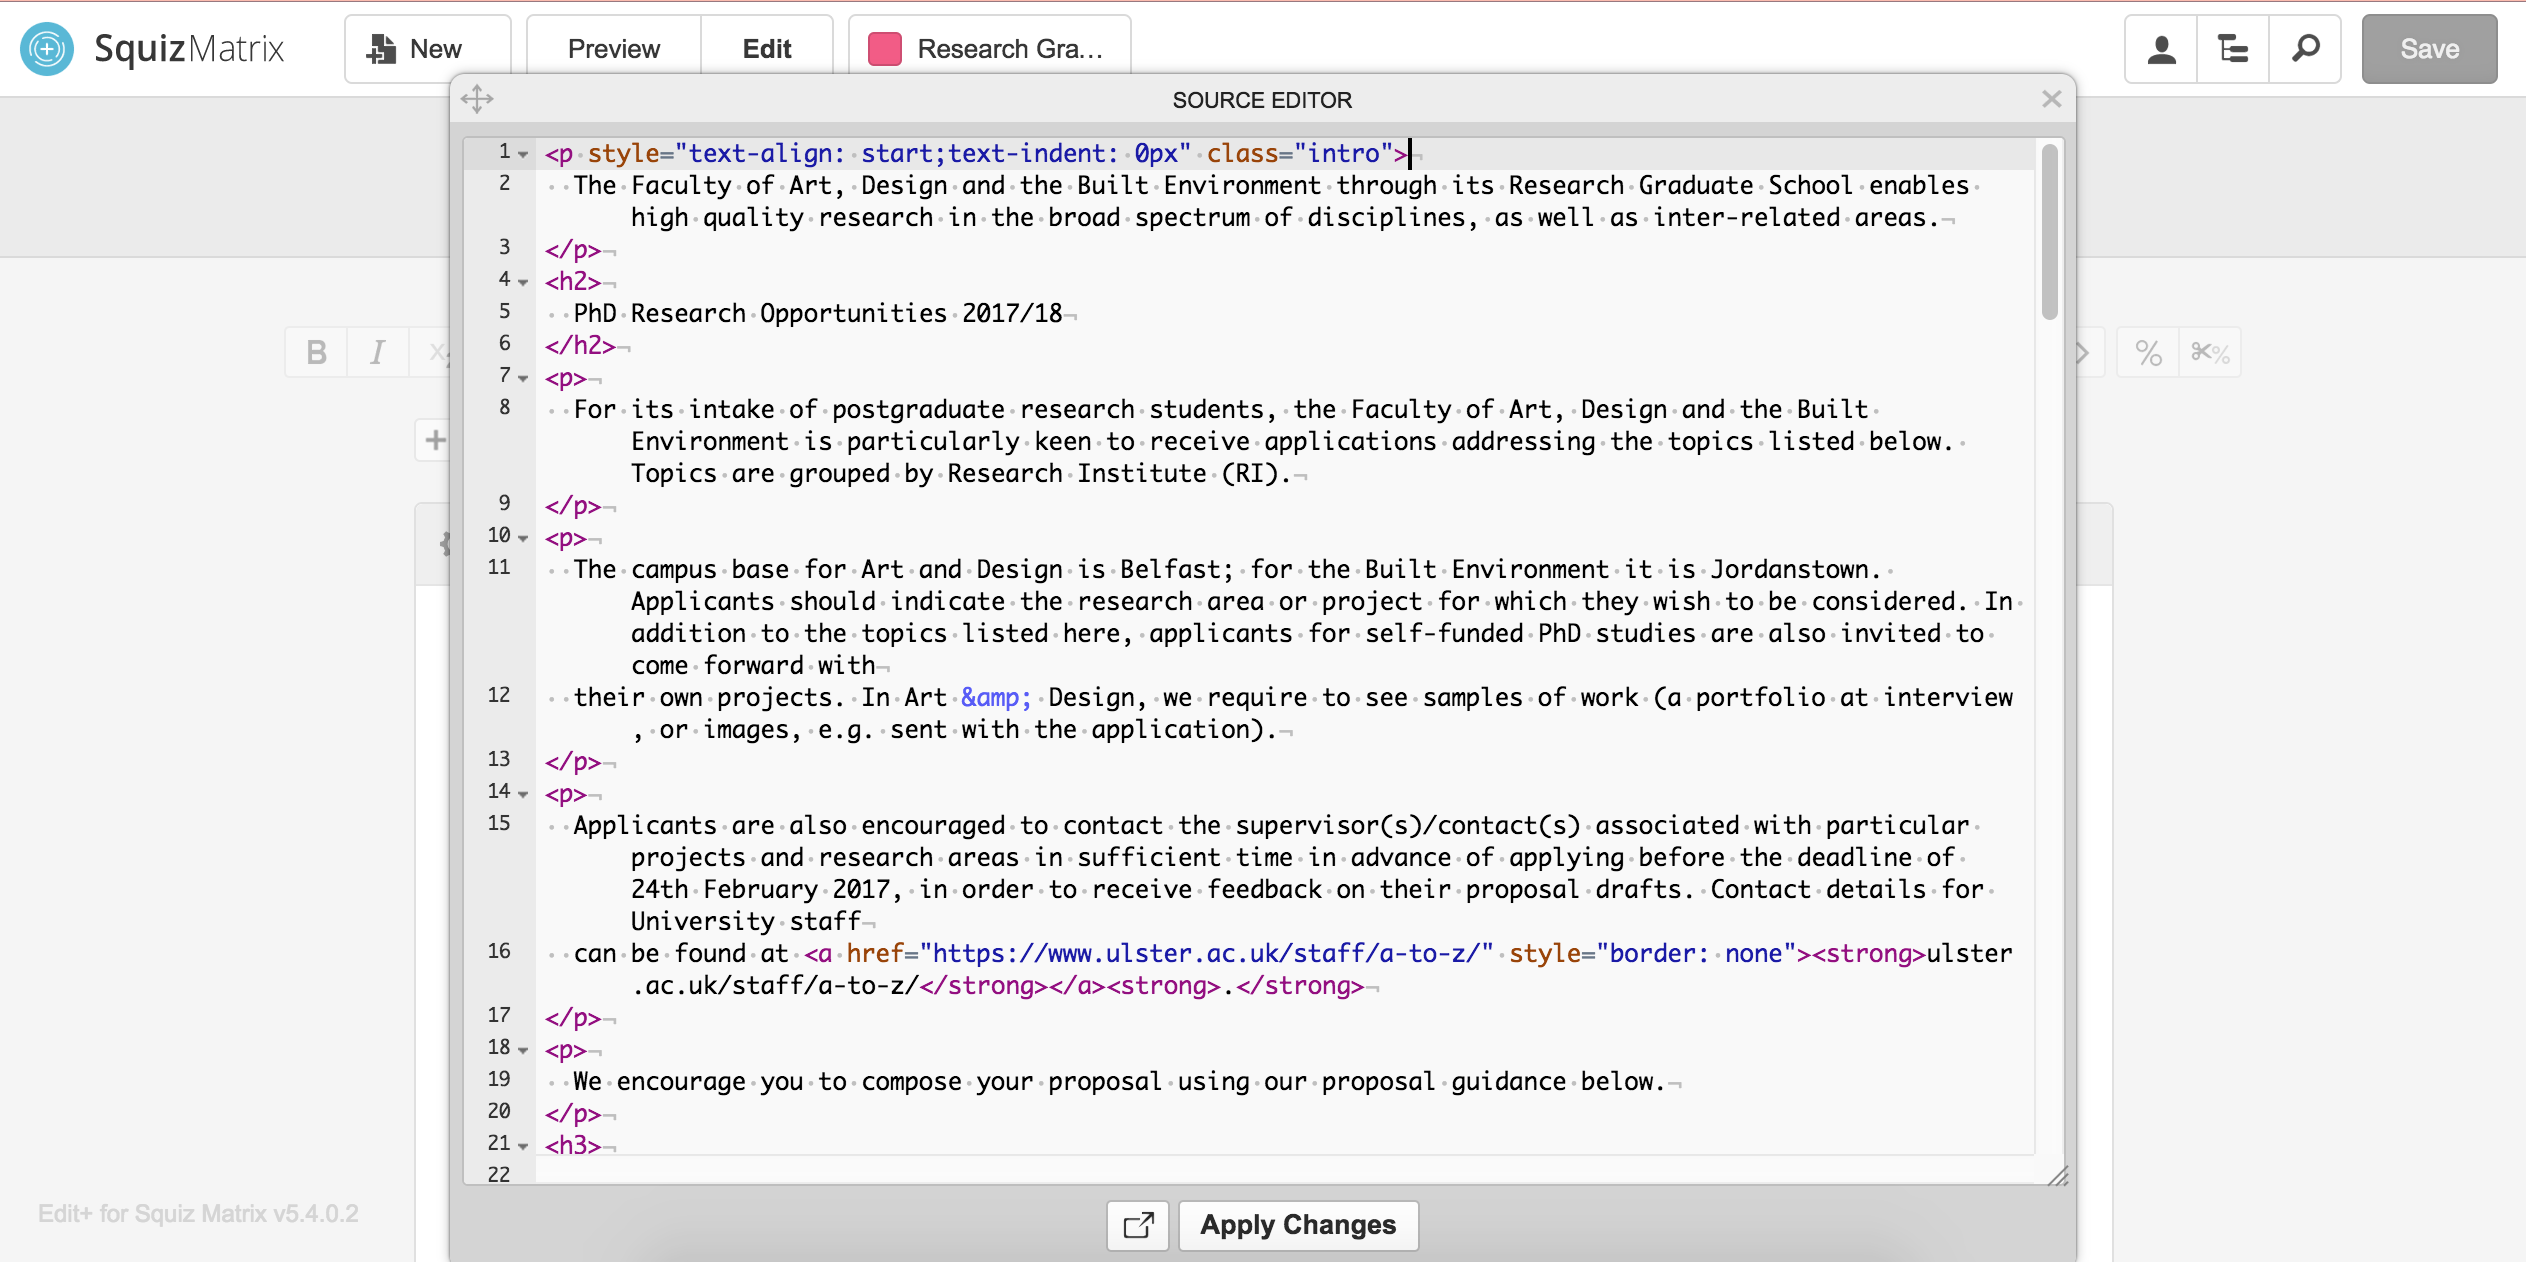 SquizMatrix New Preview Edit Research Gra... Save
SOURCE EDITOR
1 <p style="text-align: start;text-indent: 0px" class="intro">
2 The Faculty of Art, Design and the Built Environment through its Research Graduate School enables
high quality research in the broad spectrum of disciplines, as well as inter-related areas.
3 </p>
4 <h2>
5 PhD Research Opportunities 2017/18
6 </h2>
7 <p>
8 For its intake of postgraduate research students, the Faculty of Art, Design and the Built
Environment is particularly keen to receive applications addressing the topics listed below.
Topics are grouped by Research Institute (RI).
9 </p>
10 <p>
11 The campus base for Art and Design is Belfast; for the Built Environment it is Jordanstown.
Applicants should indicate the research area or project for which they wish to be considered. In
addition to the topics listed here, applicants for self-funded PhD studies are also invited to
come forward with
12 their own projects. In Art &amp; Design, we require to see samples of work (a portfolio at interview
, or images, e.g. sent with the application).
13 </p>
14 <p>
15 Applicants are also encouraged to contact the supervisor(s)/contact(s) associated with particular
projects and research areas in sufficient time in advance of applying before the deadline of
24th February 2017, in order to receive feedback on their proposal drafts. Contact details for
University staff
16 can be found at <a href="https://www.ulster.ac.uk/staff/a-to-z/" style="border: none"><strong>ulster
.ac.uk/staff/a-to-z/</strong></a><strong>.</strong>
17 </p>
18 <p>
19 We encourage you to compose your proposal using our proposal guidance below.
20 </p>
21 <h3>
22
B I X %  %
Edit+ for Squiz Matrix v5.4.0.2
Apply Changes